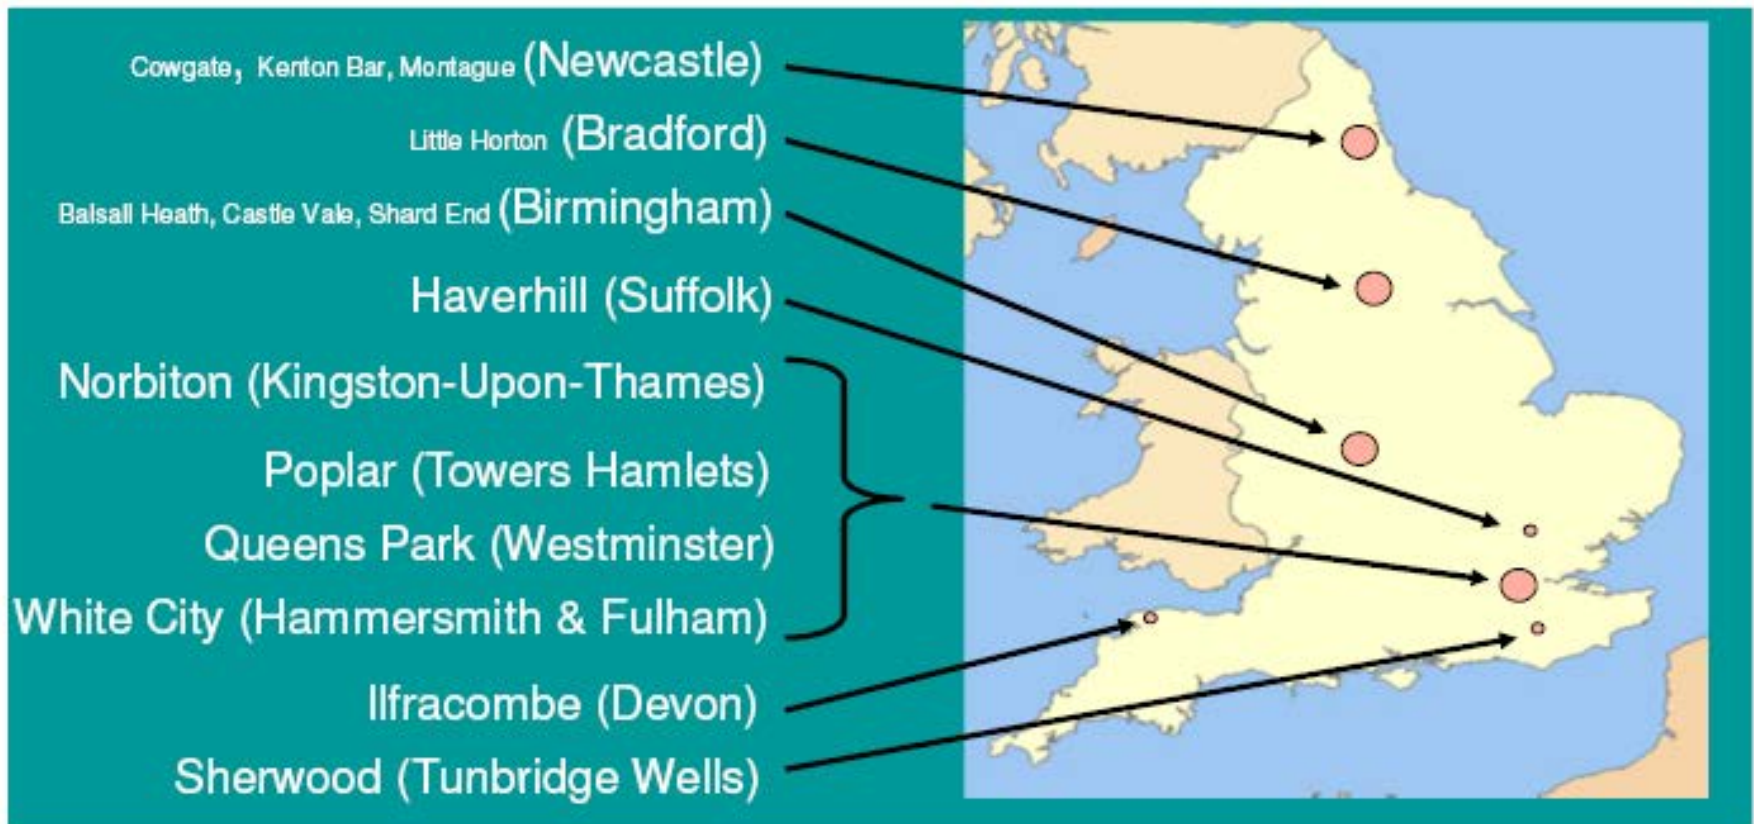 Cowgate, Kenton Bar, Montague (Newcastle)
Little Horton (Bradford)
Balsall Heath, Castle Vale, Shard End (Birmingham)
Haverhill (Suffolk)
Norbiton (Kingston-Upon-Thames)
Poplar (Towers Hamlets)
Queens Park (Westminster)
White City (Hammersmith & Fulham)
Ilfracombe (Devon)
Sherwood (Tunbridge Wells)